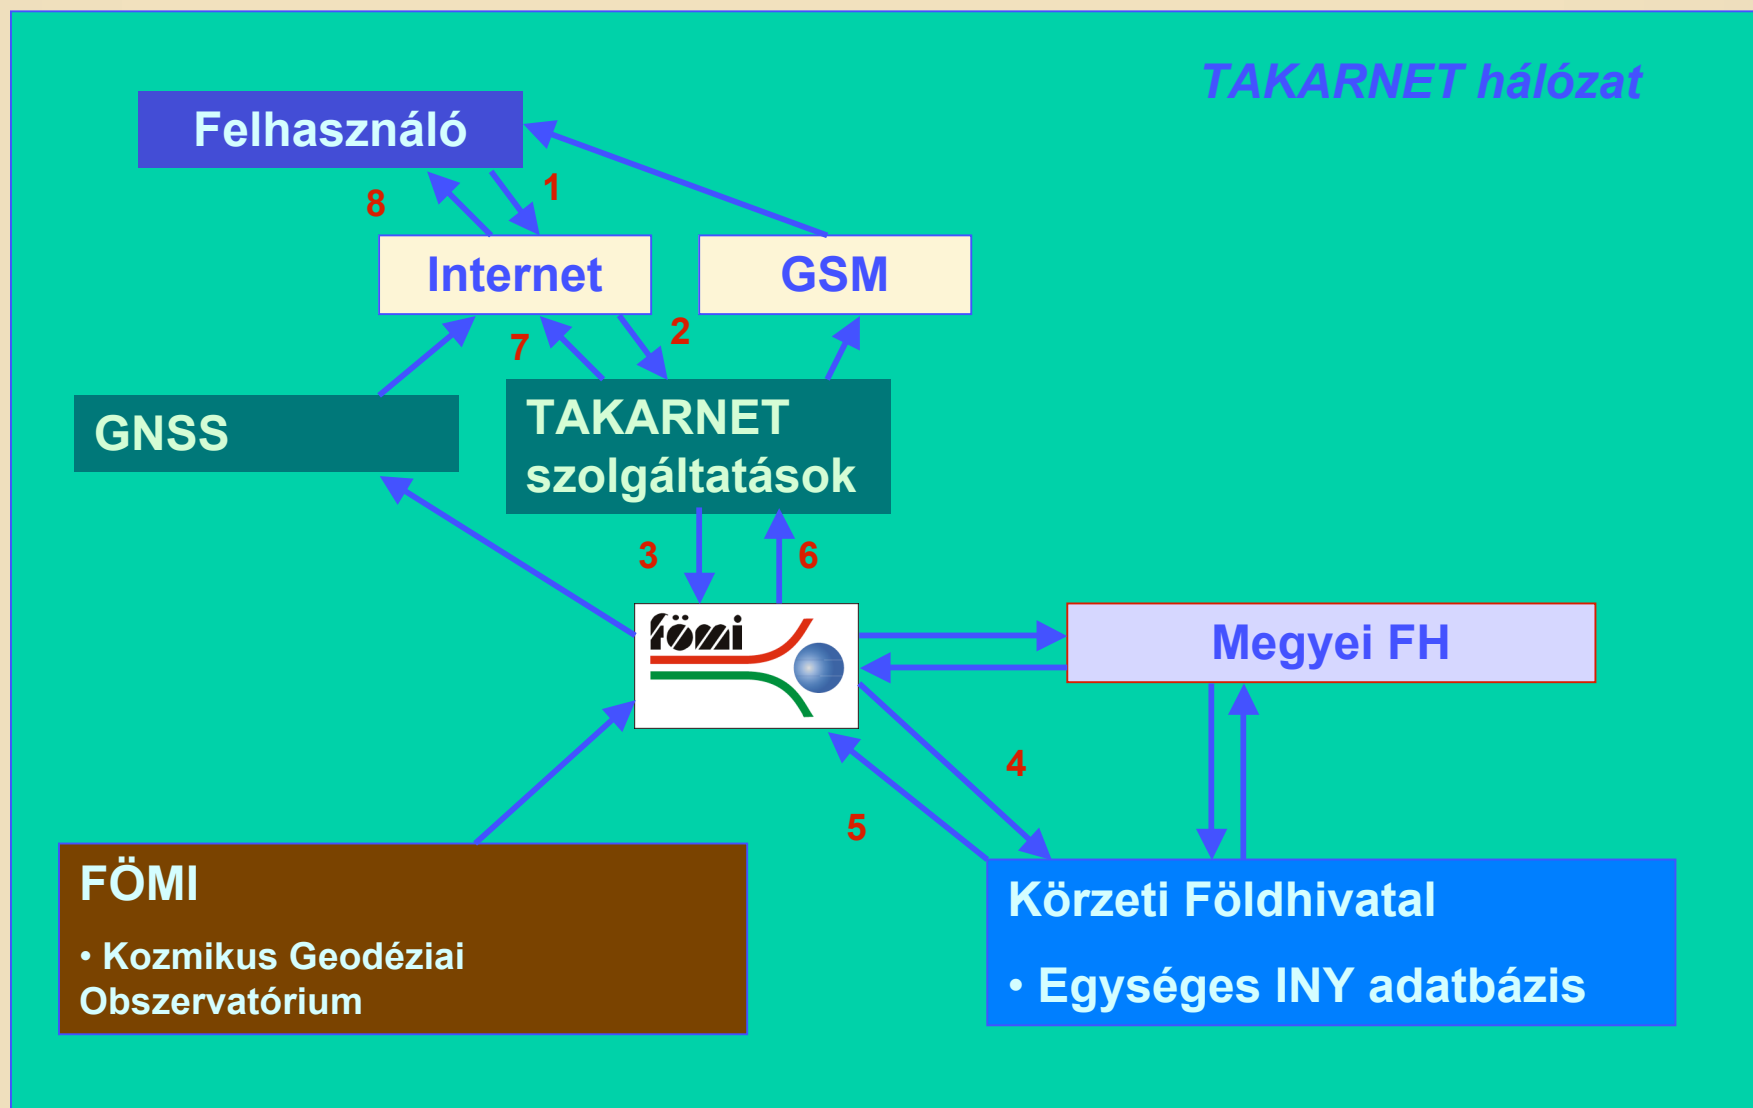 TAKARNET hálózat
Felhasználó
8
1
Internet
GSM
7
2
GNSS
TAKARNET
szolgáltatások
3
6
fömi
Megyei FH
4
5
FÖMI
• Kozmikus Geodéziai
Obszervatórium
Körzeti Földhivatal
• Egységes INY adatbázis